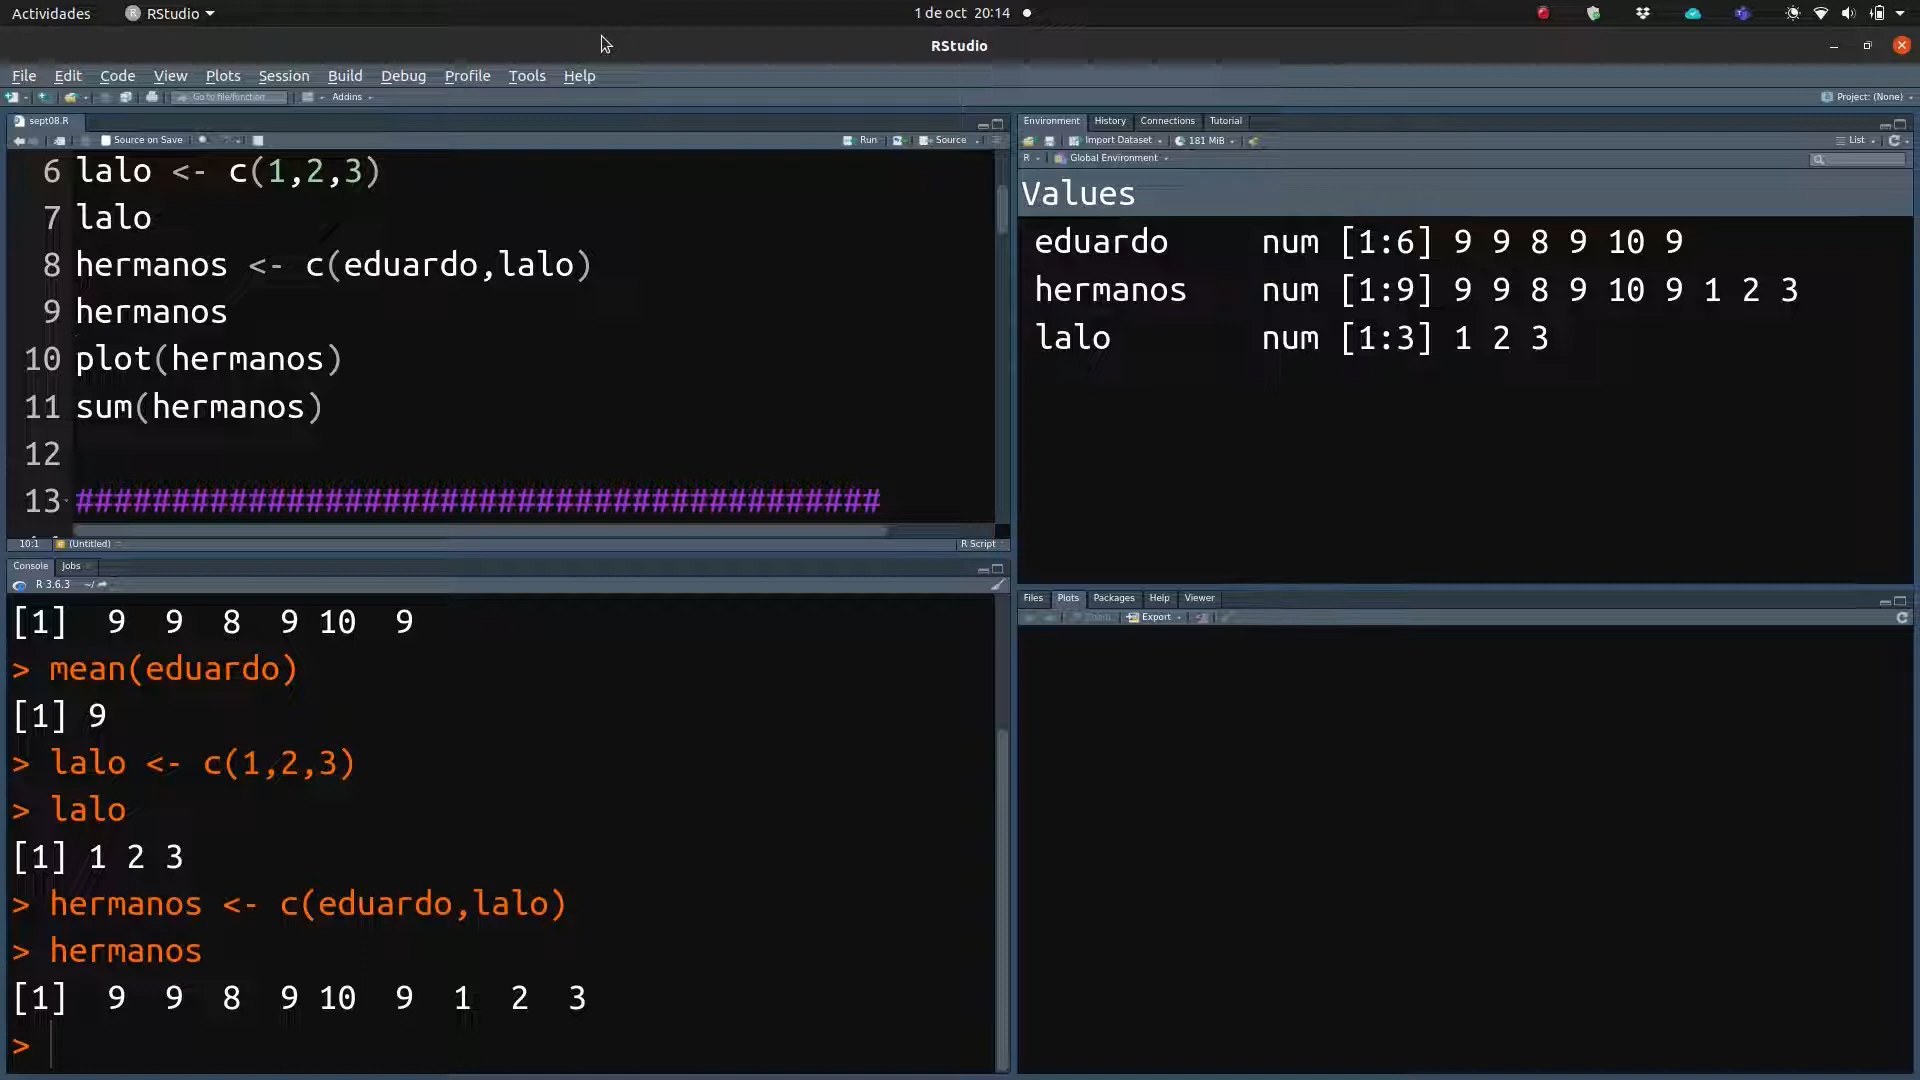 Actividades RStudio 1 de oct 20:14
RStudio
File Edit Code View Plots Session Build Debug Profile Tools Help
Go to file/function Addins Project: (None)
sept08.R
Source on Save Run Source
6 lalo <- c(1,2,3)
7 lalo
8 hermanos <- c(eduardo,lalo)
9 hermanos
10 plot(hermanos)
11 sum(hermanos)
12
13 ##########################################
10:1 (Untitled) R Script
Console Jobs
R 3.6.3 ~/
[1] 9 9 8 9 10 9
> mean(eduardo)
[1] 9
> lalo <- c(1,2,3)
> lalo
[1] 1 2 3
> hermanos <- c(eduardo,lalo)
> hermanos
[1] 9 9 8 9 10 9 1 2 3
>
Environment History Connections Tutorial
Import Dataset 181 MiB List
R Global Environment
Values
eduardo num [1:6] 9 9 8 9 10 9
hermanos num [1:9] 9 9 8 9 10 9 1 2 3
lalo num [1:3] 1 2 3
Files Plots Packages Help Viewer
Zoom Export